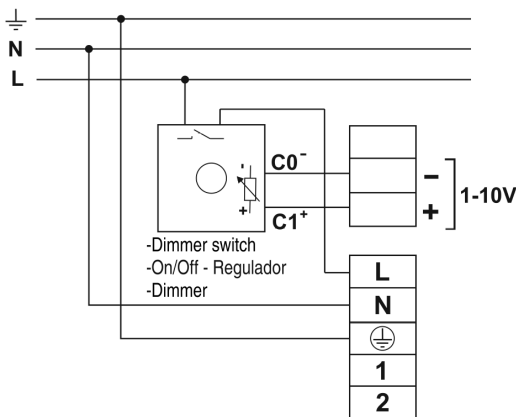 N
L
C0-
-
+
C1+
-
+
1-10V
-Dimmer switch
-On/Off - Regulador
-Dimmer
L
N
1
2